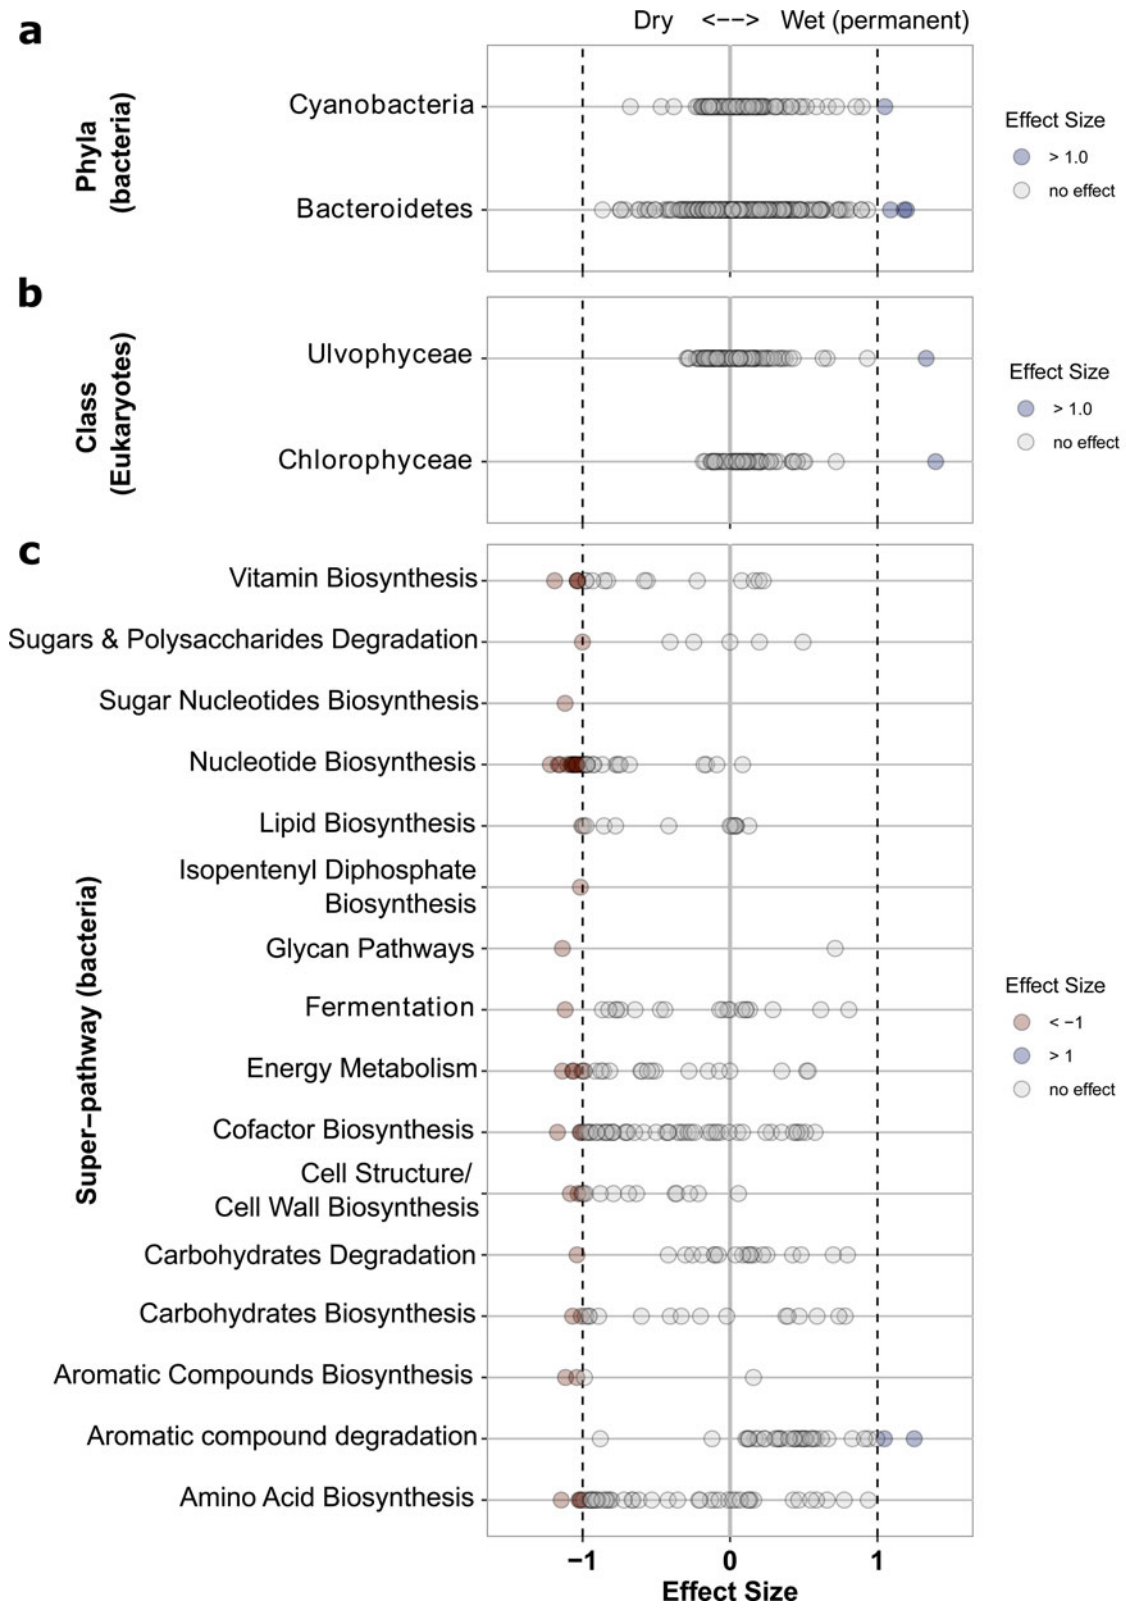 a
Dry <--> Wet (permanent)
Phyla
(bacteria)
Cyanobacteria
Bacteroidetes
Effect Size
> 1.0
no effect
b
Class
(Eukaryotes)
Ulvophyceae
Chlorophyceae
Effect Size
> 1.0
no effect
c
Super-pathway (bacteria)
Vitamin Biosynthesis
Sugars & Polysaccharides Degradation
Sugar Nucleotides Biosynthesis
Nucleotide Biosynthesis
Lipid Biosynthesis
Isopentenyl Diphosphate
Biosynthesis
Glycan Pathways
Fermentation
Energy Metabolism
Cofactor Biosynthesis
Cell Structure/
Cell Wall Biosynthesis
Carbohydrates Degradation
Carbohydrates Biosynthesis
Aromatic Compounds Biosynthesis
Aromatic compound degradation
Amino Acid Biosynthesis
Effect Size
< −1
> 1
no effect
−1 0 1
Effect Size